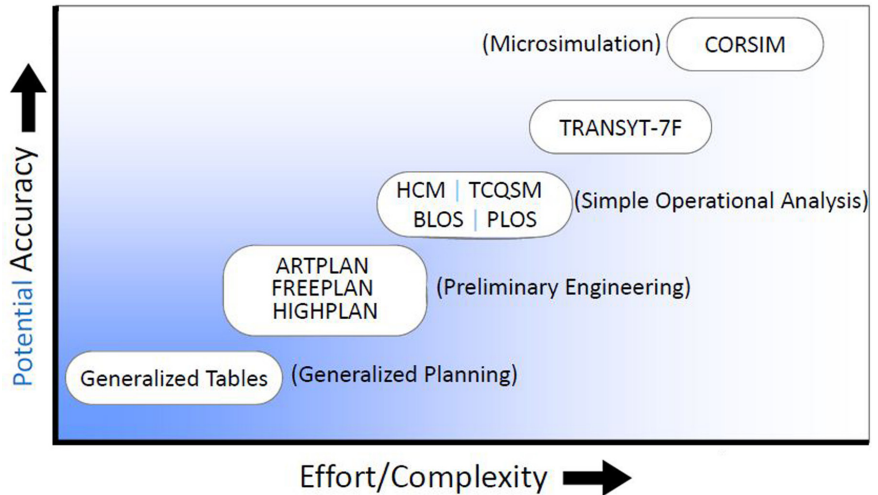 (Microsimulation) CORSIM
TRANSYT-7F
HCM | TCQSM
BLOS | PLOS
(Simple Operational Analysis)
ARTPLAN
FREEPLAN
HIGHPLAN
(Preliminary Engineering)
Generalized Tables (Generalized Planning)
Potential Accuracy
Effort/Complexity